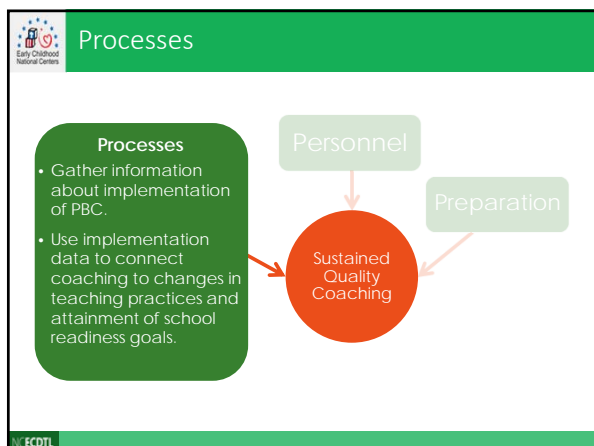 Early Childhood
National Centers
Processes
Processes
• Gather information
about implementation
of PBC.
• Use implementation
data to connect
coaching to changes in
teaching practices and
attainment of school
readiness goals.
Personnel
Preparation
Sustained
Quality
Coaching
NCECDTL